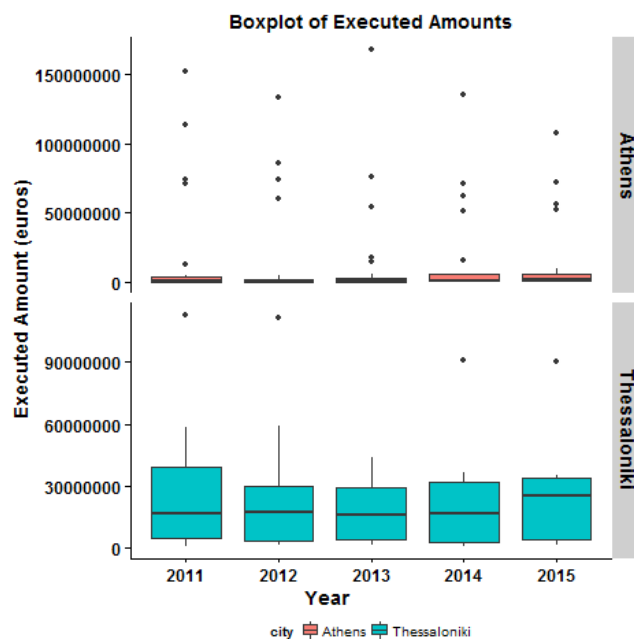 Boxplot of Executed Amounts
Executed Amount (euros)
150000000
100000000
50000000
0
Athens
90000000
60000000
30000000
0
Thessaloniki
2011 2012 2013 2014 2015
Year
city Athens Thessaloniki